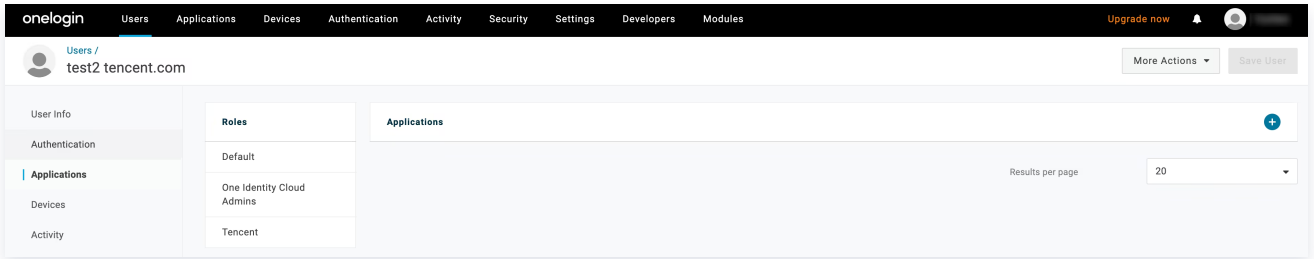 onelogin Users Applications Devices Authentication Activity Security Settings Developers Modules Upgrade now
Users /
test2 tencent.com
More Actions
Save User
User Info
Authentication
Applications
Devices
Activity
Roles
Default
One Identity Cloud
Admins
Tencent
Applications
Results per page
20